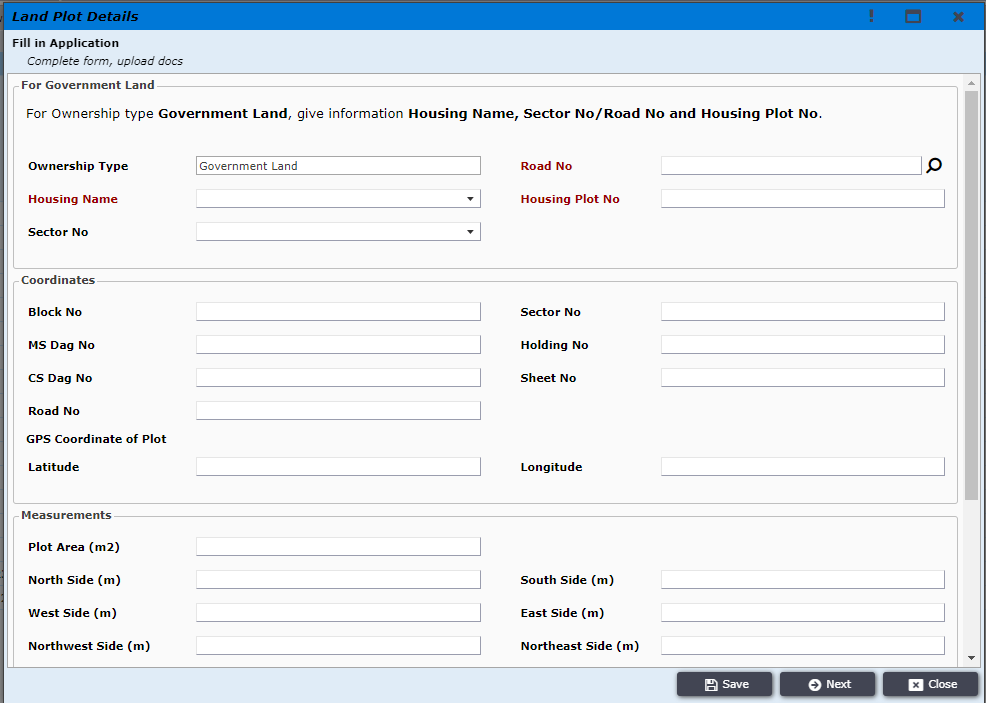 Land Plot Details
Fill in Application
Complete form, upload docs
For Government Land
For Ownership type Government Land, give information Housing Name, Sector No/Road No and Housing Plot No.
Ownership Type Government Land Road No
Housing Name Housing Plot No
Sector No
Coordinates
Block No Sector No
MS Dag No Holding No
CS Dag No Sheet No
Road No
GPS Coordinate of Plot
Latitude Longitude
Measurements
Plot Area (m2)
North Side (m) South Side (m)
West Side (m) East Side (m)
Northwest Side (m) Northeast Side (m)
Save Next Close